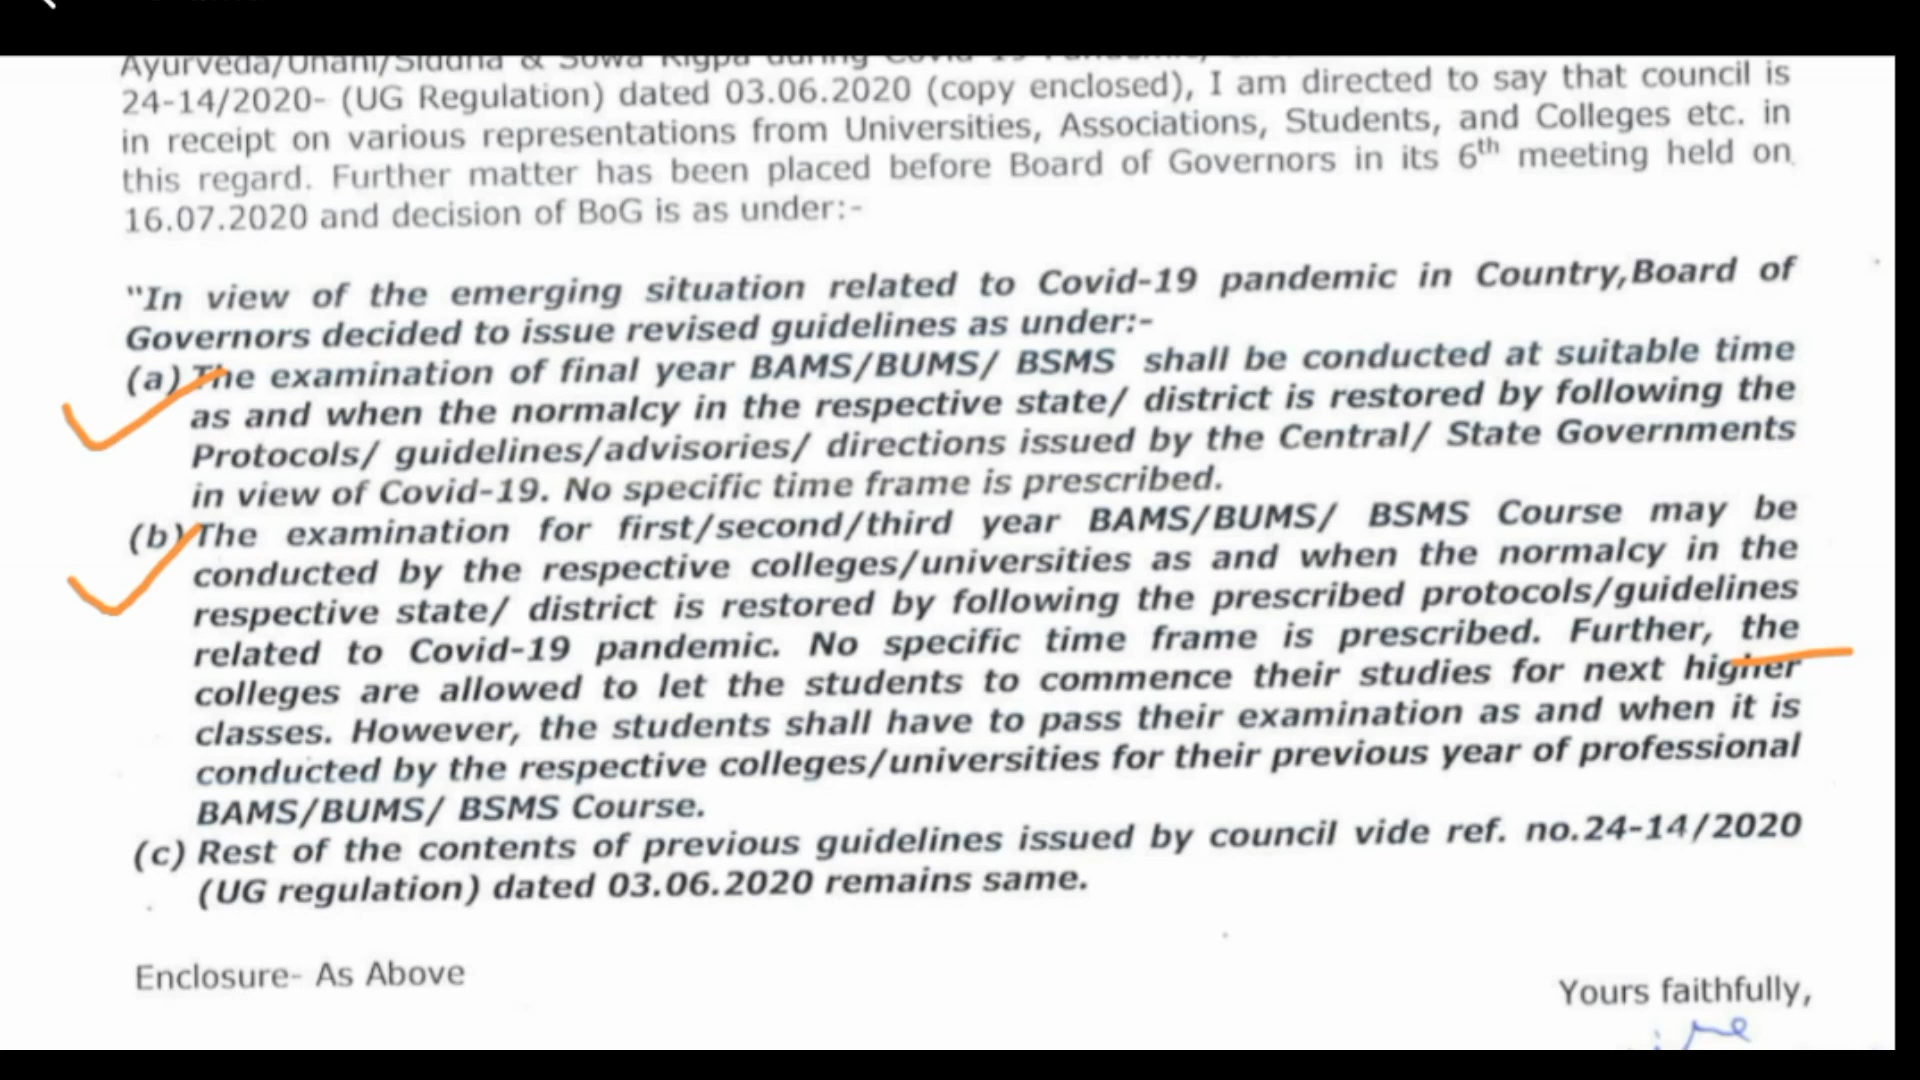 Ayurveda/Unani/Siddha & Sowa Rigpa during Covid-19 Pandemic,
24-14/2020- (UG Regulation) dated 03.06.2020 (copy enclosed), I am directed to say that council is
in receipt on various representations from Universities, Associations, Students, and Colleges etc. in
this regard. Further matter has been placed before Board of Governors in its 6th meeting held on
16.07.2020 and decision of BoG is as under:-
"In view of the emerging situation related to Covid-19 pandemic in Country,Board of
Governors decided to issue revised guidelines as under:-
(a) The examination of final year BAMS/BUMS/ BSMS shall be conducted at suitable time
as and when the normalcy in the respective state/ district is restored by following the
Protocols/ guidelines/advisories/ directions issued by the Central/ State Governments
in view of Covid-19. No specific time frame is prescribed.
(b) The examination for first/second/third year BAMS/BUMS/ BSMS Course may be
conducted by the respective colleges/universities as and when the normalcy in the
respective state/ district is restored by following the prescribed protocols/guidelines
related to Covid-19 pandemic. No specific time frame is prescribed. Further, the
colleges are allowed to let the students to commence their studies for next higher
classes. However, the students shall have to pass their examination as and when it is
conducted by the respective colleges/universities for their previous year of professional
BAMS/BUMS/ BSMS Course.
(c) Rest of the contents of previous guidelines issued by council vide ref. no.24-14/2020
(UG regulation) dated 03.06.2020 remains same.
Enclosure- As Above
Yours faithfully,